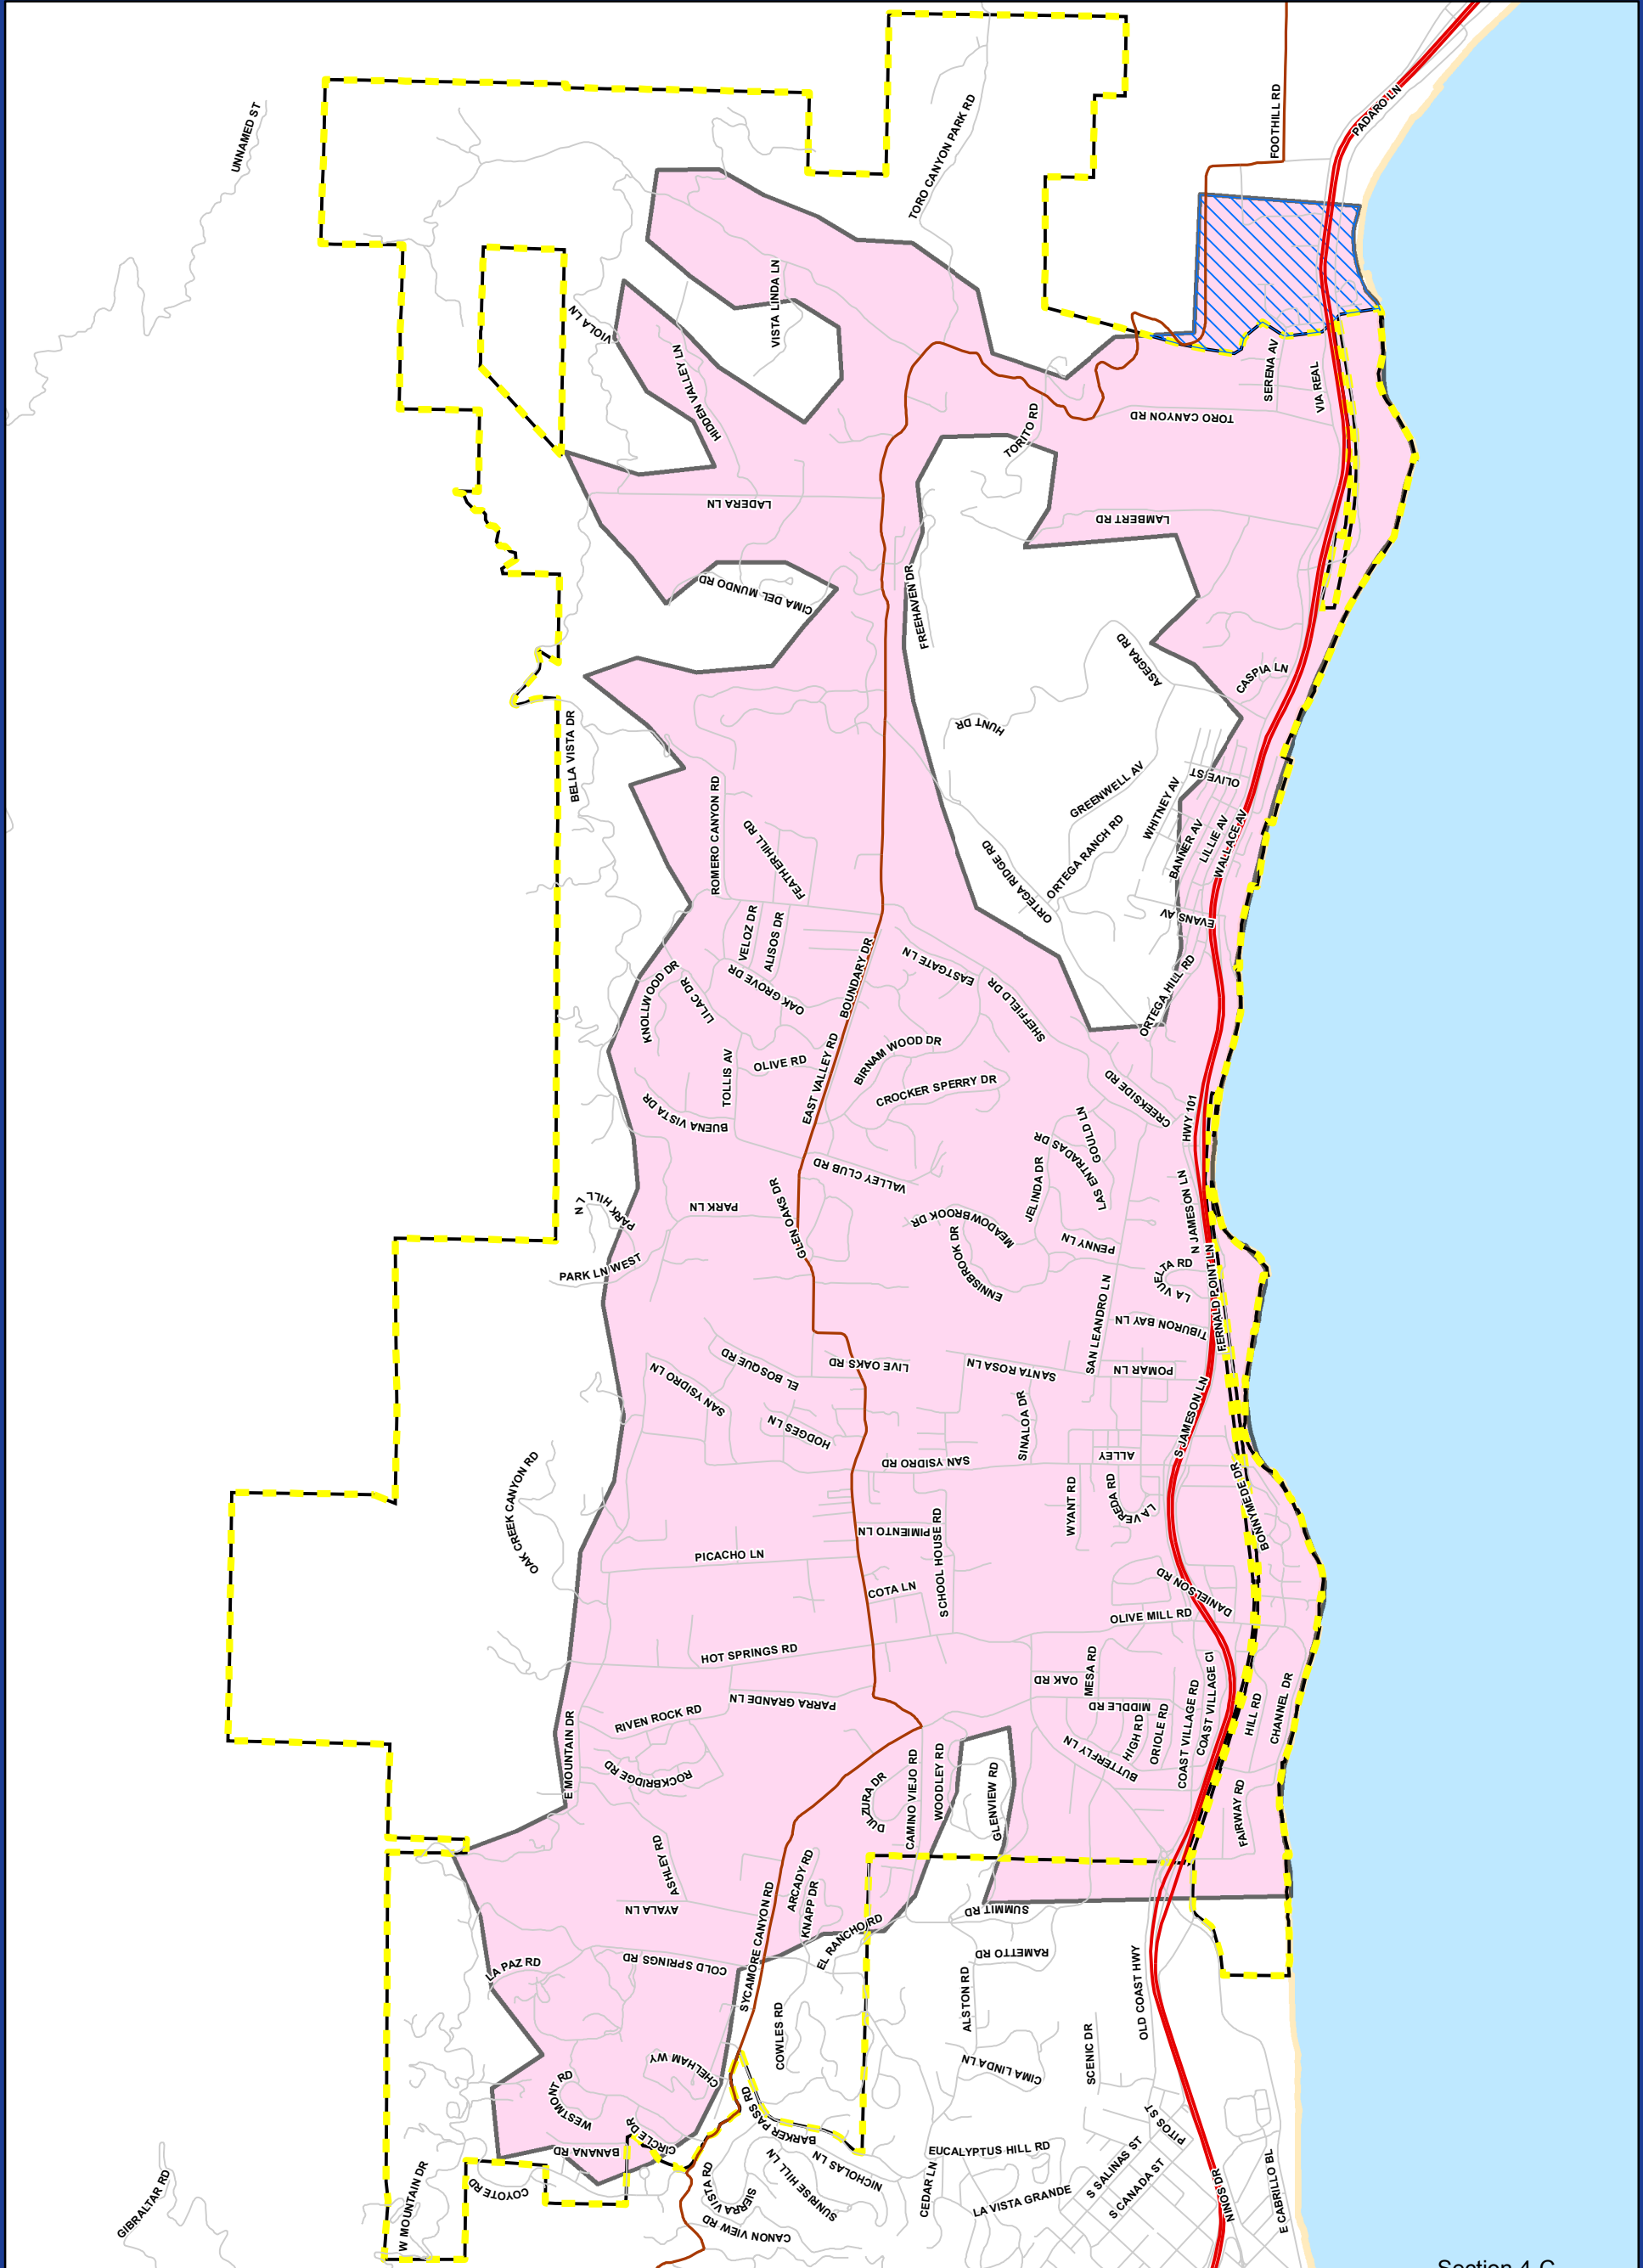 UNNAMED ST
TORO CANYON PARK RD
FOOTHILL RD
PADARO LN
VIOLA LN
VISTA LINDA LN
HIDDEN VALLEY LN
SERENA AV
VIA REAL
TORO CANYON RD
TORITO RD
LADERA LN
LAMBERT RD
CIMA DEL MUNDO RD
FREEHAVEN DR
ASEGRA RD
CASPIA LN
HUNT DR
BELLA VISTA DR
OLIVE ST
GREENWELL AV
WHITNEY AV
ROMERO CANYON RD
FEATHERHILL RD
ORTEGA RANCH RD
ORTEGA RIDGE RD
BANNER AV
LILLIE AV
WALLACE AV
EVANS AV
VELOZ DR
ALISOS DR
OAK GROVE DR
BOUNDARY DR
EASTGATE LN
SHEFFIELD DR
ORTEGA HILL RD
KNOLLWOOD DR
LILAC DR
TOLLIS AV
OLIVE RD
EAST VALLEY RD
BIRNAM WOOD DR
CROCKER SPERRY DR
CREEKSIDE RD
HWY 101
BUENA VISTA DR
GOULD LN
LAS ENTRADAS DR
JELINDA DR
VALLEY CLUB RD
PARK HILL LN
PARK LN
GLEN OAKS DR
MEADOWBROOK DR
N JAMESON LN
PARK LN WEST
ENNISBROOK DR
PENNY LN
LA VUELTA RD
FERNALD POINT LN
SAN LEANDRO LN
TIBURON BAY LN
SAN YSIDRO LN
EL BOSQUE RD
LIVE OAKS RD
SANTA ROSA LN
POMAR LN
HODGES LN
SINALOA DR
S JAMESON LN
ALLEY
SAN YSIDRO RD
OAK CREEK CANYON RD
WYANT RD
LA VEREDA RD
BONNYMEDE DR
PIMIENTO LN
SCHOOL HOUSE RD
PICACHO LN
COTA LN
DANIELSON RD
OLIVE MILL RD
HOT SPRINGS RD
OAK RD
MESA RD
PARRA GRANDE LN
MIDDLE RD
RIVEN ROCK RD
HIGH RD
ORIOLE RD
COAST VILLAGE RD
COAST VILLAGE CI
HILL RD
CHANNEL DR
E MOUNTAIN DR
ROCKBRIDGE RD
BUTTERFLY LN
DULZURA DR
CAMINO VIEJO RD
WOODLEY RD
GLENVIEW RD
FAIRWAY RD
ASHLEY RD
ARCADY RD
KNAPP DR
AYALA LN
SUMMIT RD
EL RANCHO RD
RAMETTO RD
LA PAZ RD
COLD SPRINGS RD
SYCAMORE CANYON RD
ALSTON RD
OLD COAST HWY
COWLES RD
CHELHAM WY
CIMA LINDA LN
SCENIC DR
WESTMONT RD
BARKER PASS RD
PITOS ST
CIRCLE DR
BANANA RD
EUCALYPTUS HILL RD
NICHOLAS LN
SUNRISE HILL LN
S SALINAS ST
S CANADA ST
COYOTE RD
SIERRA VISTA RD
CEDAR LN
LA VISTA GRANDE
NINOS DR
E CABRILLO BL
CANON VIEW RD
GIBRALTAR RD
W MOUNTAIN DR
Section 4-C